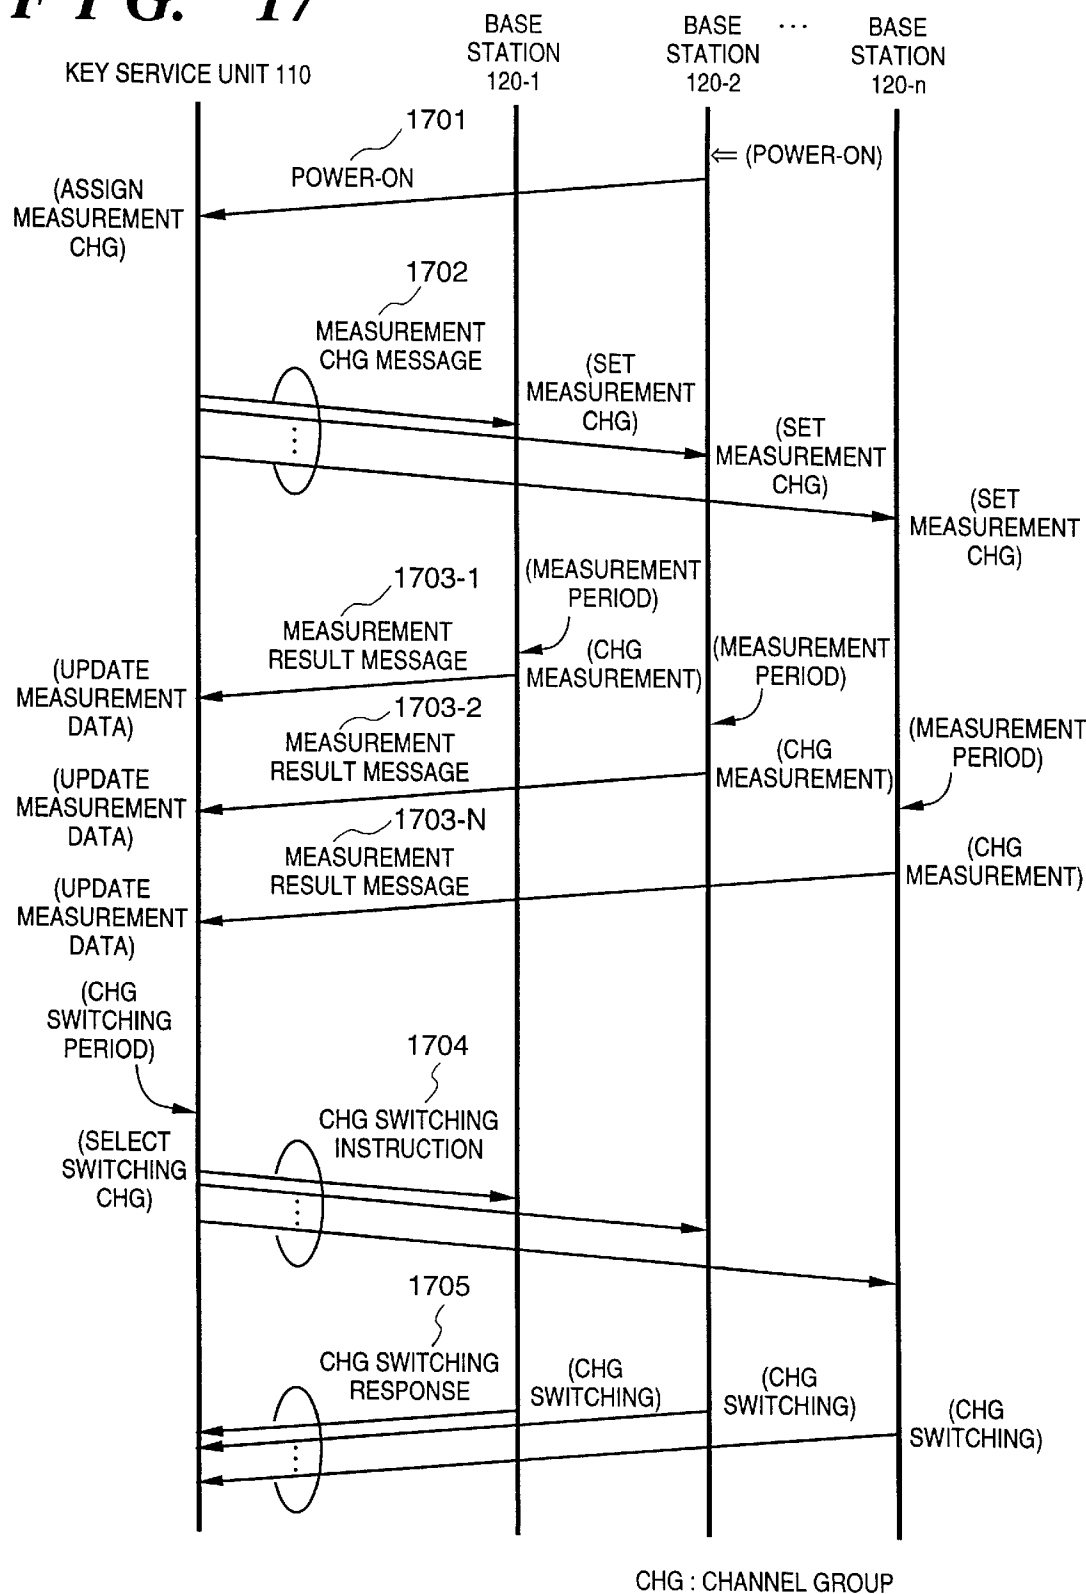 FIG. 17
KEY SERVICE UNIT 110
BASE
STATION
120-1
BASE
STATION
120-2
...
BASE
STATION
120-n
1701
POWER-ON
⇐ (POWER-ON)
(ASSIGN
MEASUREMENT
CHG)
1702
MEASUREMENT
CHG MESSAGE
(SET
MEASUREMENT
CHG)
(SET
MEASUREMENT
CHG)
(SET
MEASUREMENT
CHG)
1703-1
MEASUREMENT
RESULT MESSAGE
(MEASUREMENT
PERIOD)
(CHG
MEASUREMENT)
(UPDATE
MEASUREMENT
DATA)
(MEASUREMENT
PERIOD)
1703-2
MEASUREMENT
RESULT MESSAGE
(CHG
MEASUREMENT)
(UPDATE
MEASUREMENT
DATA)
(MEASUREMENT
PERIOD)
1703-N
MEASUREMENT
RESULT MESSAGE
(CHG
MEASUREMENT)
(UPDATE
MEASUREMENT
DATA)
(CHG
SWITCHING
PERIOD)
1704
CHG SWITCHING
INSTRUCTION
(SELECT
SWITCHING
CHG)
1705
CHG SWITCHING
RESPONSE
(CHG
SWITCHING)
(CHG
SWITCHING)
(CHG
SWITCHING)
CHG : CHANNEL GROUP